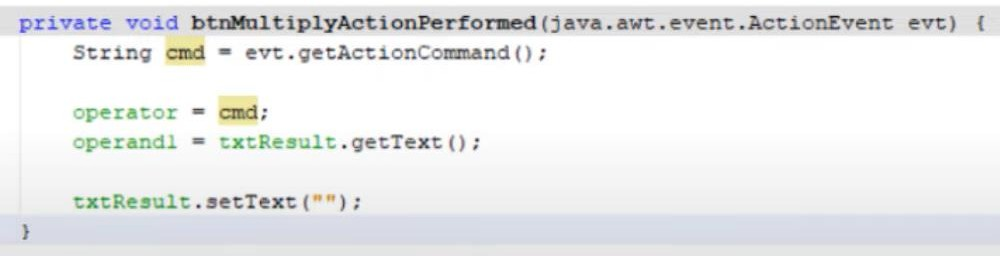 private void btnMultiplyActionPerformed(java.awt.event.ActionEvent evt) {
String cmd = evt.getActionCommand();
operator = cmd;
operand1 = txtResult.getText();
txtResult.setText("");
}